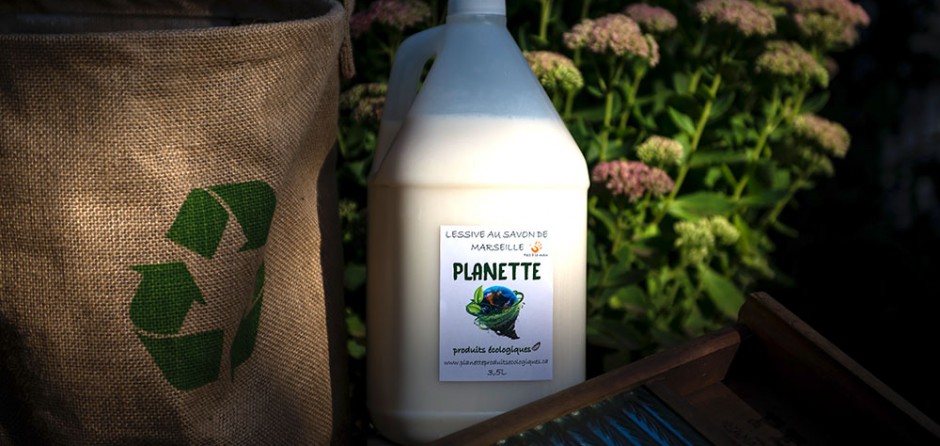 LESSIVE AU SAVON DE
MARSEILLE
PLANETTE
produits écologiques
www.planetteproduitsecologiques.ca
3,5L